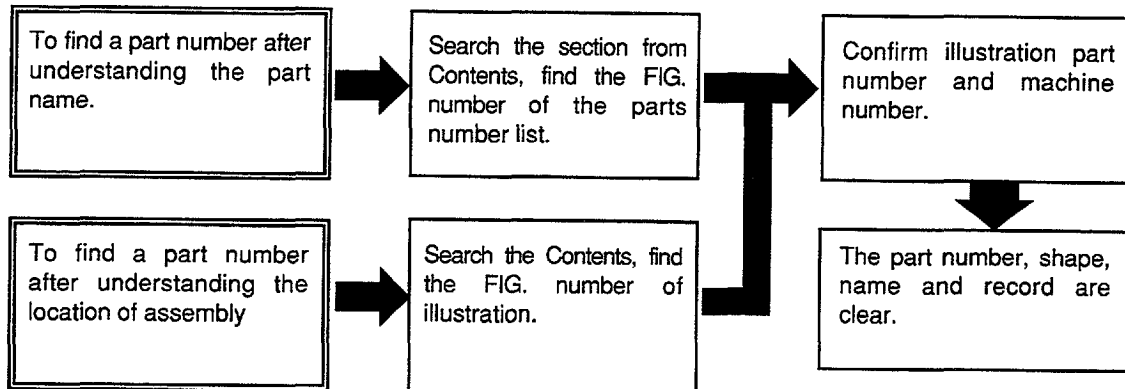 To find a part number after
understanding the part
name.
Search the section from
Contents, find the FIG.
number of the parts
number list.
Confirm illustration part
number and machine
number.
To find a part number
after understanding the
location of assembly
Search the Contents, find
the FIG. number of
illustration.
The part number, shape,
name and record are
clear.